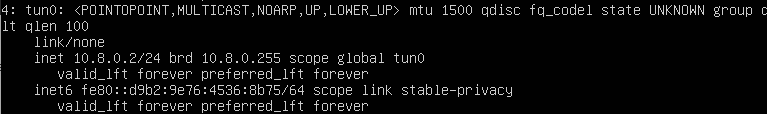 4: tun0: <POINTOPOINT,MULTICAST,NOARP,UP,LOWER_UP> mtu 1500 qdisc fq_codel state UNKNOWN group d
lt qlen 100
    link/none
    inet 10.8.0.2/24 brd 10.8.0.255 scope global tun0
       valid_lft forever preferred_lft forever
    inet6 fe80::d9b2:9e76:4536:8b75/64 scope link stable-privacy
       valid_lft forever preferred_lft forever